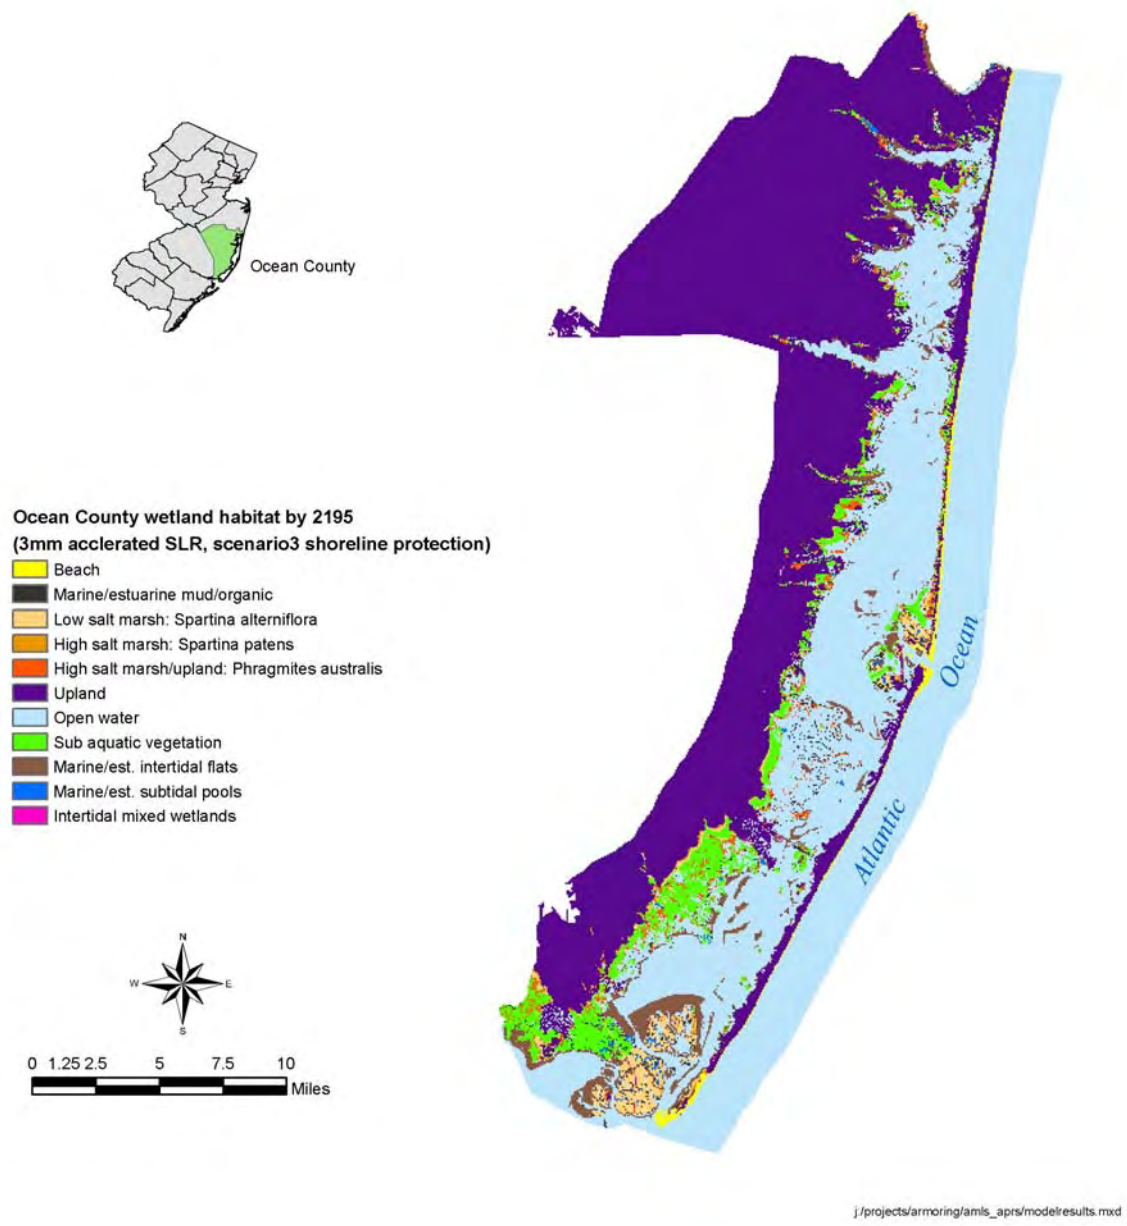 Ocean County
Ocean County wetland habitat by 2195
(3mm acclerated SLR, scenario3 shoreline protection)
Beach
Marine/estuarine mud/organic
Low salt marsh: Spartina alterniflora
High salt marsh: Spartina patens
High salt marsh/upland: Phragmites australis
Upland
Open water
Sub aquatic vegetation
Marine/est. intertidal flats
Marine/est. subtidal pools
Intertidal mixed wetlands
Atlantic
Ocean
N
W E
S
0 1.25 2.5 5 7.5 10
Miles
j:/projects/armoring/amls_aprs/modelresults.mxd